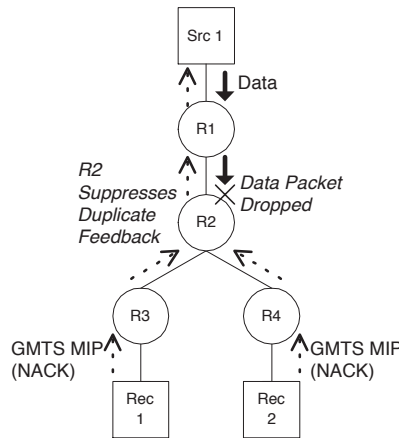 Src 1
Data
R1
R2
Suppresses
Duplicate
Feedback
Data Packet
Dropped
R2
R3
R4
GMTS MIP
(NACK)
GMTS MIP
(NACK)
Rec
1
Rec
2